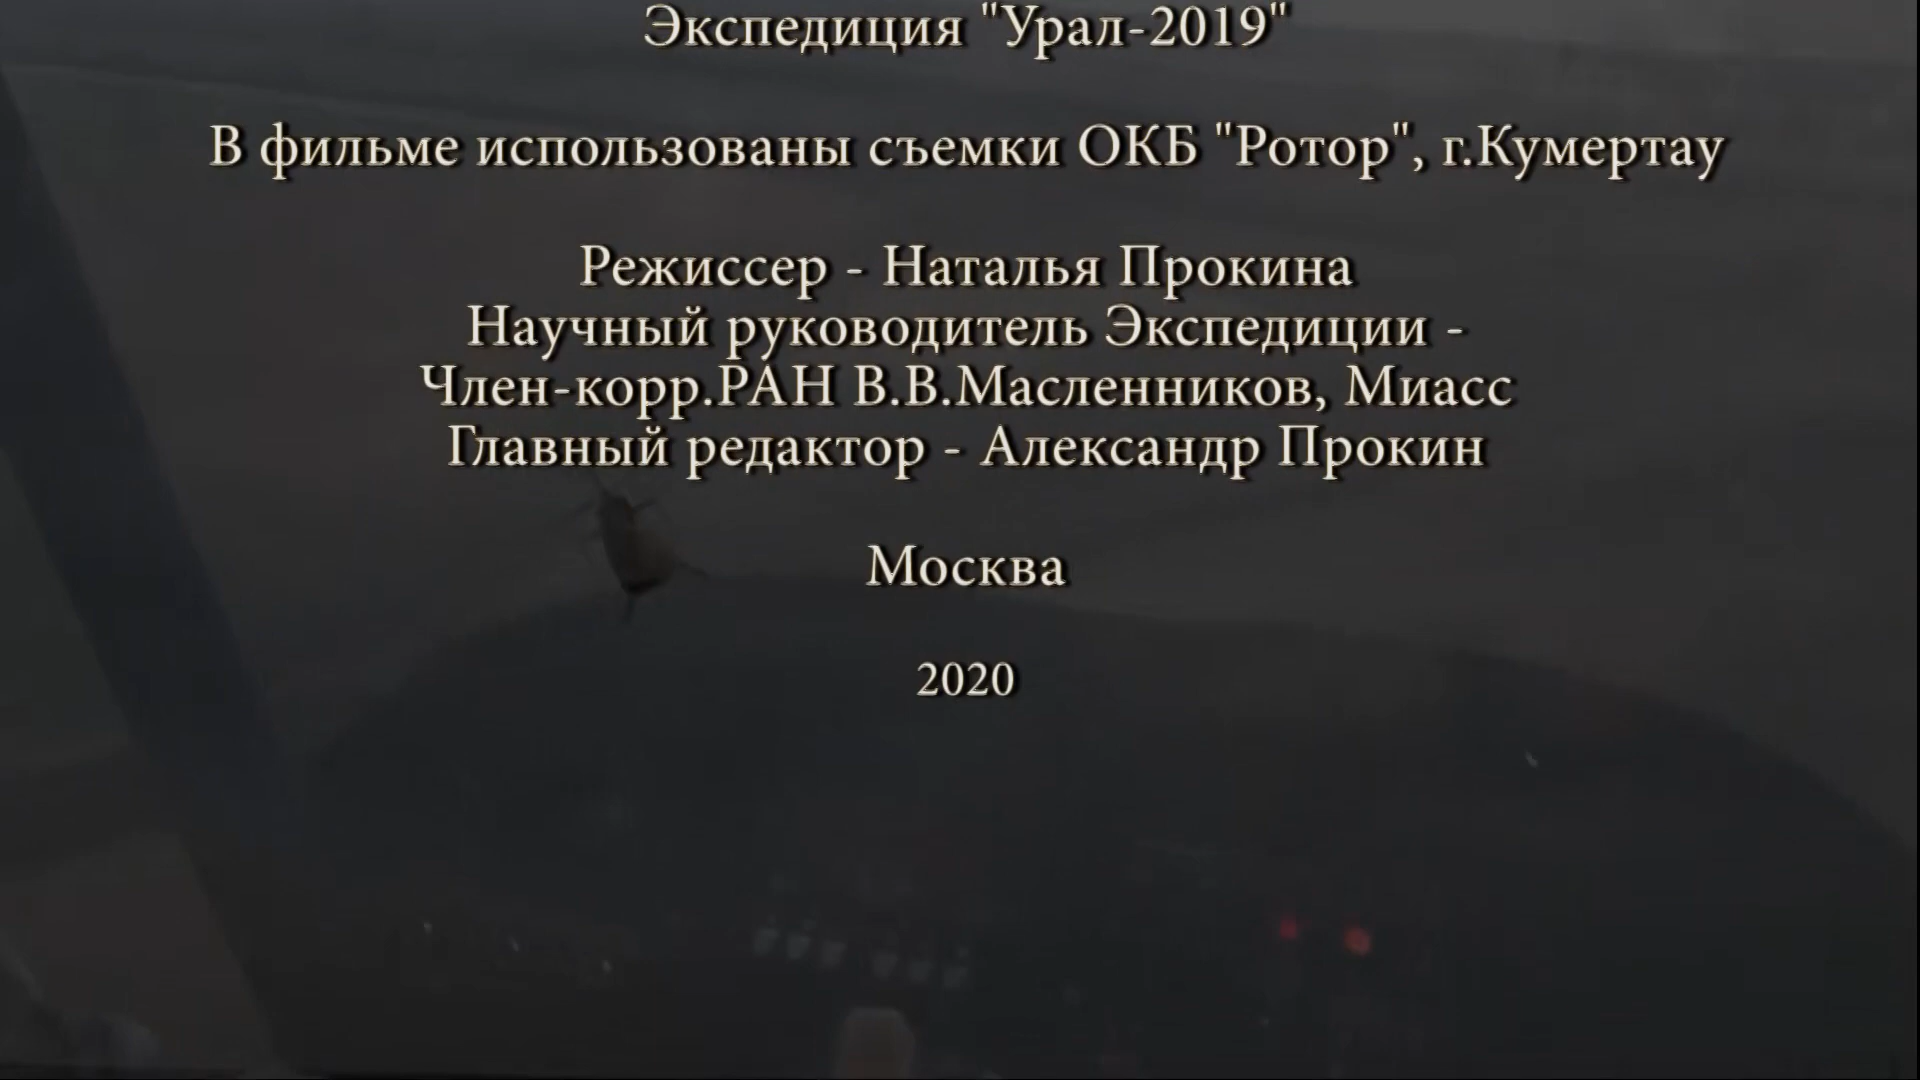 Экспедиция "Урал-2019"
В фильме использованы съемки ОКБ "Ротор", г.Кумертау
Режиссер - Наталья Прокина
Научный руководитель Экспедиции -
Член-корр.РАН В.В.Масленников, Миасс
Главный редактор - Александр Прокин
Москва
2020